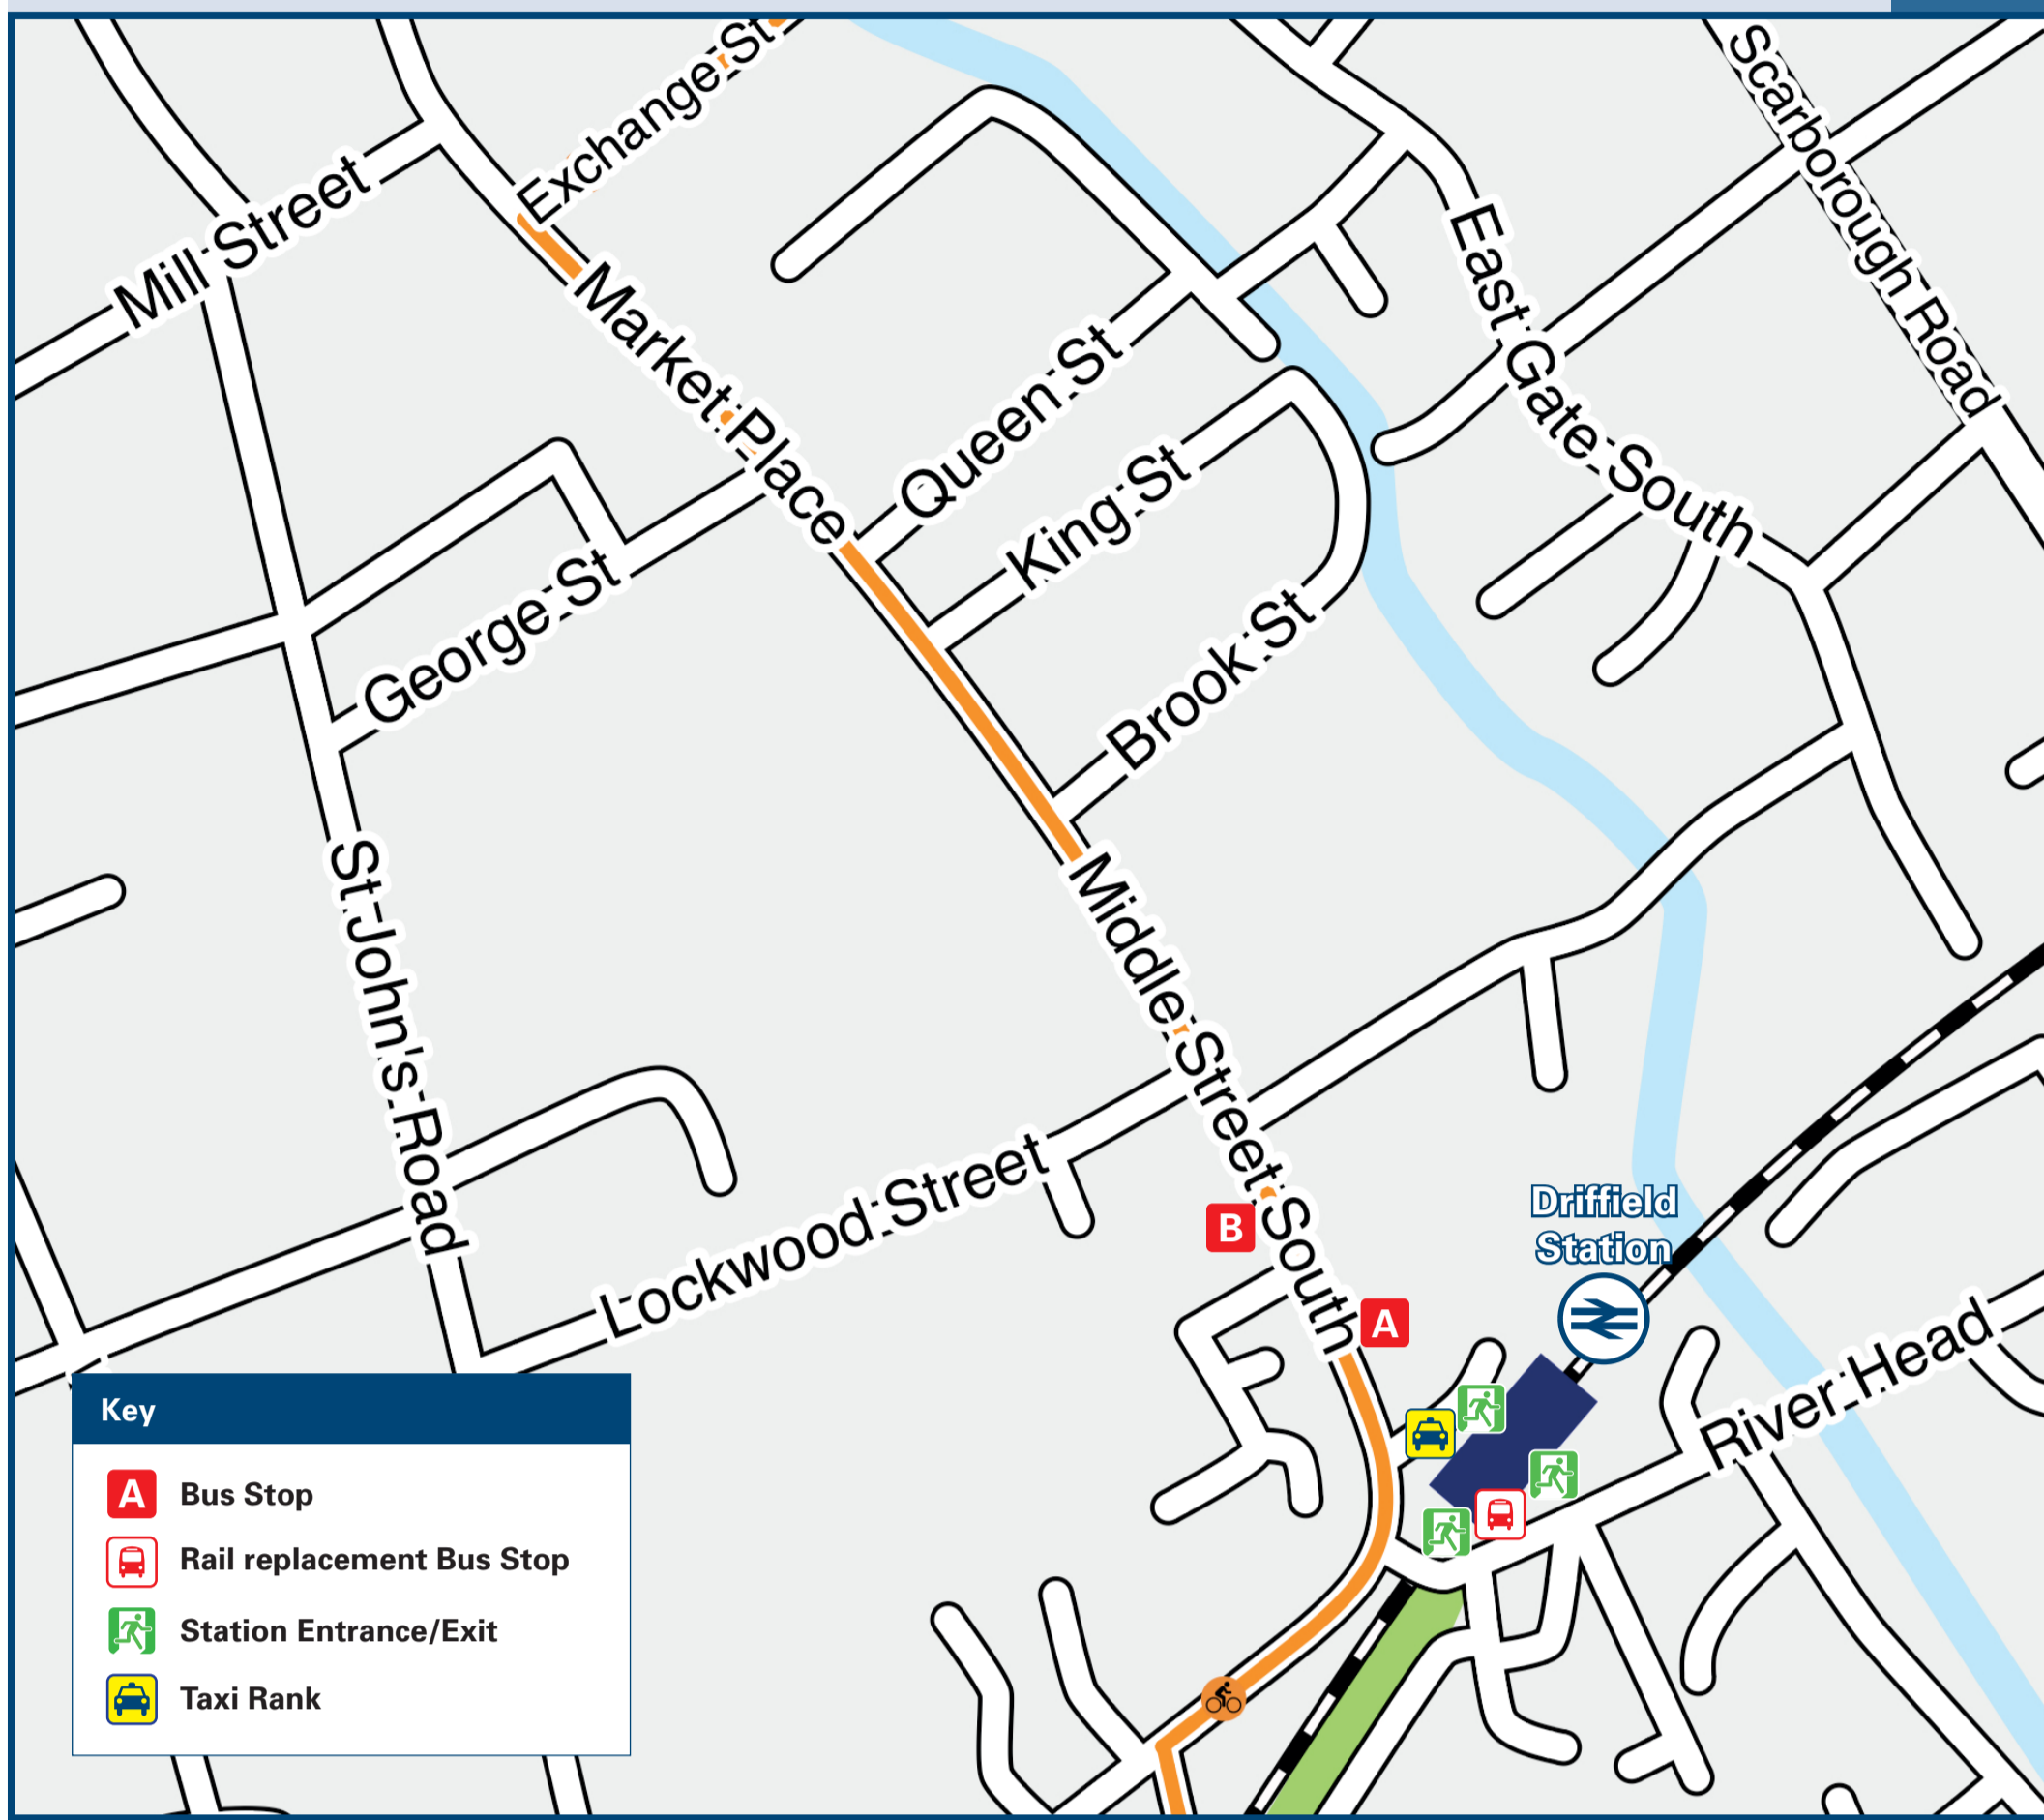 Exchange St
Scarborough Road
Mill Street
East Gate South
Market Place
Queen St
King St
George St
Brook St
St John's Road
Middle Street South
Lockwood Street
B
Driffield
Station
A
River Head
Key
A Bus Stop
Rail replacement Bus Stop
Station Entrance/Exit
Taxi Rank